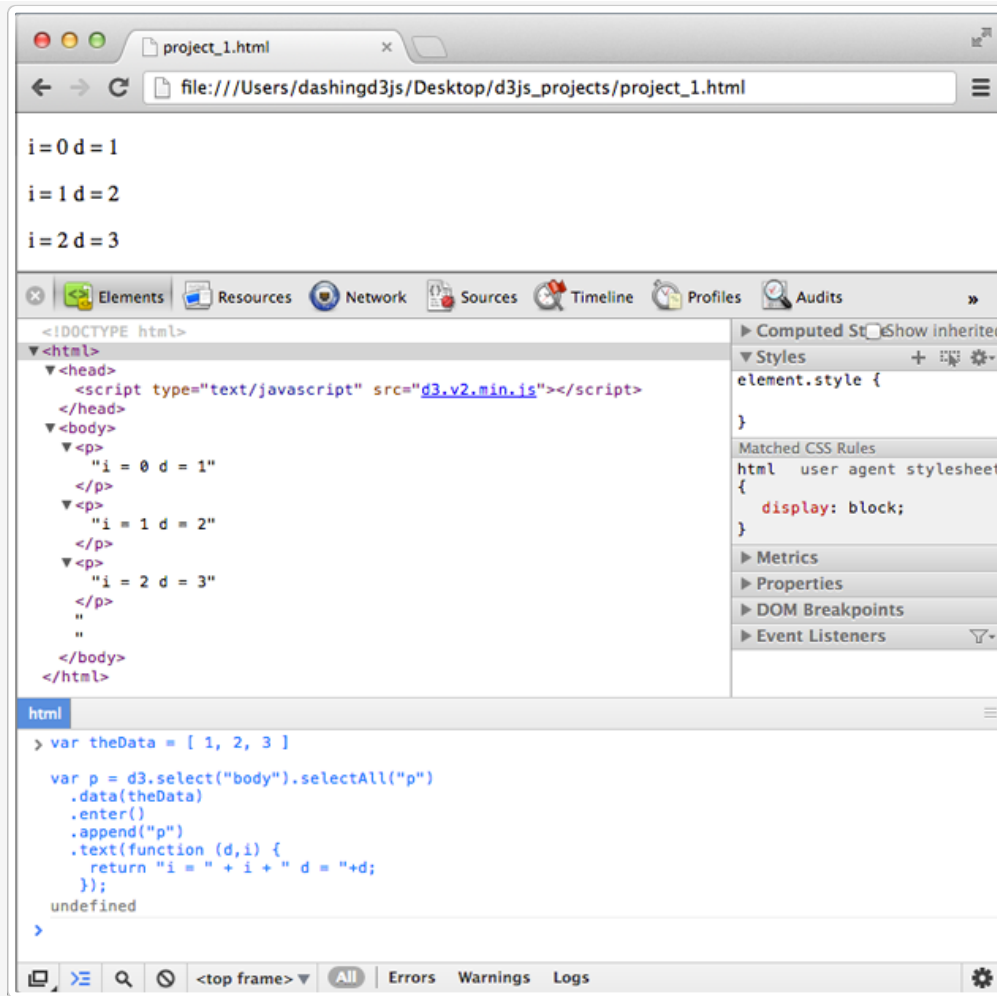 project_1.html
file:///Users/dashingd3js/Desktop/d3js_projects/project_1.html
i = 0 d = 1
i = 1 d = 2
i = 2 d = 3
Elements Resources Network Sources Timeline Profiles Audits »
<!DOCTYPE html>
▼<html>
▼<head>
<script type="text/javascript" src="d3.v2.min.js"></script>
</head>
▼<body>
▼<p>
"i = 0 d = 1"
</p>
▼<p>
"i = 1 d = 2"
</p>
▼<p>
"i = 2 d = 3"
</p>
"
"
</body>
</html>
▶ Computed St Show inherited
▼ Styles
element.style {
}
Matched CSS Rules
html user agent stylesheet
{
display: block;
}
▶ Metrics
▶ Properties
▶ DOM Breakpoints
▶ Event Listeners
html
> var theData = [ 1, 2, 3 ]
var p = d3.select("body").selectAll("p")
.data(theData)
.enter()
.append("p")
.text(function (d,i) {
return "i = " + i + " d = "+d;
});
undefined
>
<top frame> ▼ All Errors Warnings Logs